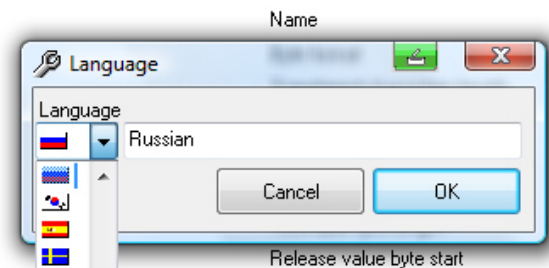 Name
Language
Language
Russian
Cancel
OK
Release value byte start